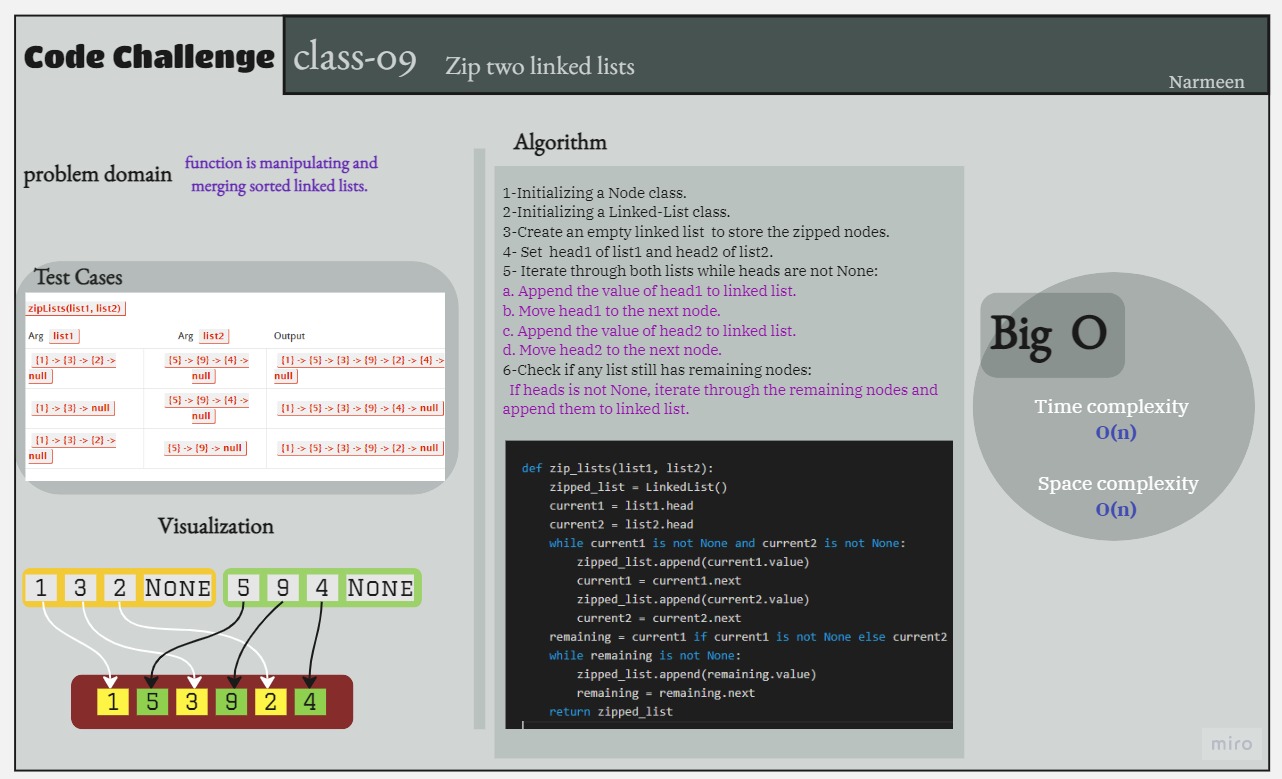 Code Challenge
class-09
Zip two linked lists
Narmeen
problem domain
function is manipulating and
merging sorted linked lists.
Test Cases
zipLists(list1, list2)
Arg list1 Arg list2 Output
{1} -> {3} -> {2} ->
null
{5} -> {9} -> {4} ->
null
{1} -> {5} -> {3} -> {9} -> {2} -> {4} ->
null
{1} -> {3} -> null
{5} -> {9} -> {4} ->
null
{1} -> {5} -> {3} -> {9} -> {4} -> null
{1} -> {3} -> {2} ->
null
{5} -> {9} -> null
{1} -> {5} -> {3} -> {9} -> {2} -> null
Visualization
1 3 2 None 5 9 4 None
1 5 3 9 2 4
Algorithm
1-Initializing a Node class.
2-Initializing a Linked-List class.
3-Create an empty linked list to store the zipped nodes.
4- Set head1 of list1 and head2 of list2.
5- Iterate through both lists while heads are not None:
a. Append the value of head1 to linked list.
b. Move head1 to the next node.
c. Append the value of head2 to linked list.
d. Move head2 to the next node.
6-Check if any list still has remaining nodes:
If heads is not None, iterate through the remaining nodes and
append them to linked list.
def zip_lists(list1, list2):
    zipped_list = LinkedList()
    current1 = list1.head
    current2 = list2.head
    while current1 is not None and current2 is not None:
        zipped_list.append(current1.value)
        current1 = current1.next
        zipped_list.append(current2.value)
        current2 = current2.next
    remaining = current1 if current1 is not None else current2
    while remaining is not None:
        zipped_list.append(remaining.value)
        remaining = remaining.next
    return zipped_list
Big O
Time complexity
O(n)
Space complexity
O(n)
miro